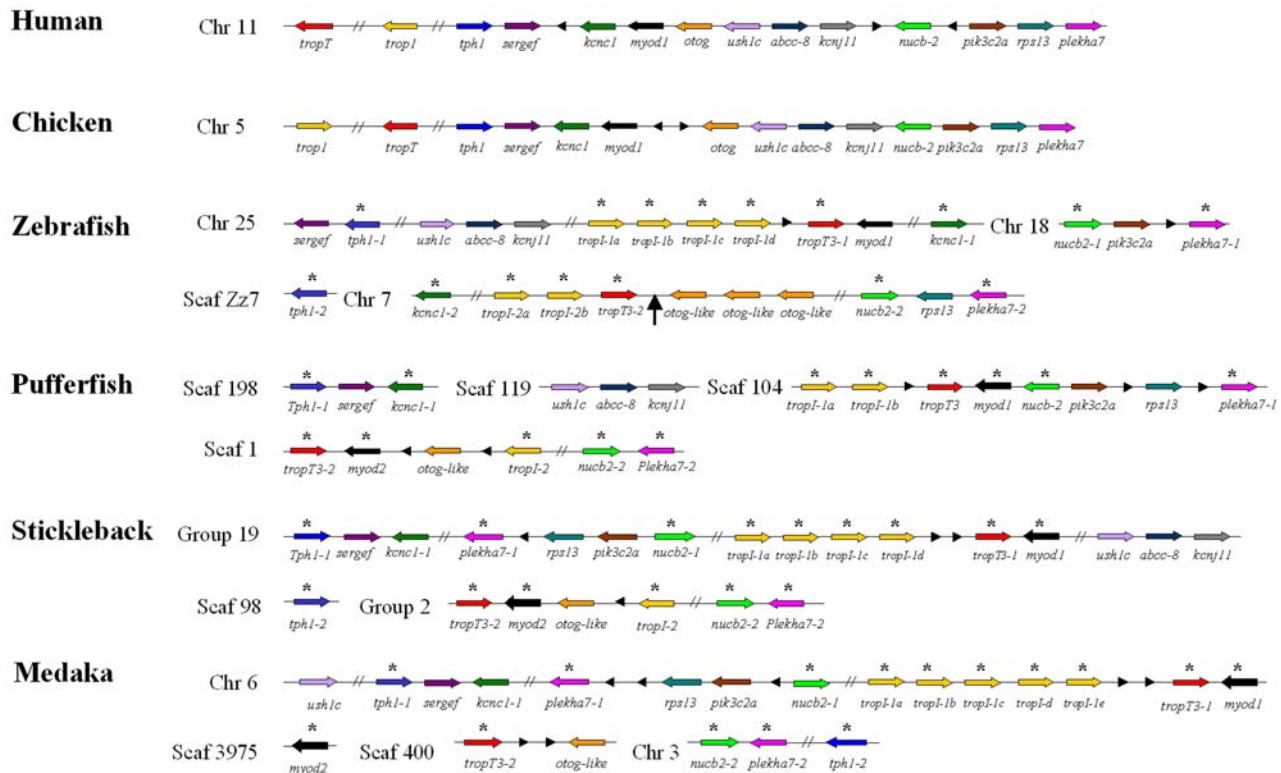 Human
Chr 11
tropT trop1 tph1 sergef kcnc1 myod1 otog ush1c abcc-8 kcnj11 nucb-2 pik3c2a rps13 plekha7
Chicken
Chr 5
trop1 tropT tph1 sergef kcnc1 myod1 otog ush1c abcc-8 kcnj11 nucb-2 pik3c2a rps13 plekha7
Zebrafish
Chr 25
* * * * * * *
sergef tph1-1 ush1c abcc-8 kcnj11 tropI-1a tropI-1b tropI-1c tropI-1d tropT3-1 myod1 kcnc1-1
Chr 18
* *
nucb2-1 pik3c2a plekha7-1
Scaf Zz7
*
tph1-2
Chr 7
* * * * * *
kcnc1-2 tropI-2a tropI-2b tropT3-2 otog-like otog-like otog-like nucb2-2 rps13 plekha7-2
Pufferfish
Scaf 198
* *
Tph1-1 sergef kcnc1-1
Scaf 119
ush1c abcc-8 kcnj11
Scaf 104
* * * * * *
tropI-1a tropI-1b tropT3 myod1 nucb-2 pik3c2a rps13 plekha7-1
Scaf 1
* * * * *
tropT3-2 myod2 otog-like tropI-2 nucb2-2 Plekha7-2
Stickleback
Group 19
* * * * * * * * *
Tph1-1 sergef kcnc1-1 plekha7-1 rps13 pik3c2a nucb2-1 tropI-1a tropI-1b tropI-1c tropI-1d tropT3-1 myod1 ush1c abcc-8 kcnj11
Scaf 98
*
tph1-2
Group 2
* * * * *
tropT3-2 myod2 otog-like tropI-2 nucb2-2 Plekha7-2
Medaka
Chr 6
* * * * * * * * * *
ush1c tph1-1 sergef kcnc1-1 plekha7-1 rps13 pik3c2a nucb2-1 tropI-1a tropI-1b tropI-1c tropI-d tropI-1e tropT3-1 myod1
Scaf 3975
*
myod2
Scaf 400
*
tropT3-2 otog-like
Chr 3
* * *
nucb2-2 plekha7-2 tph1-2